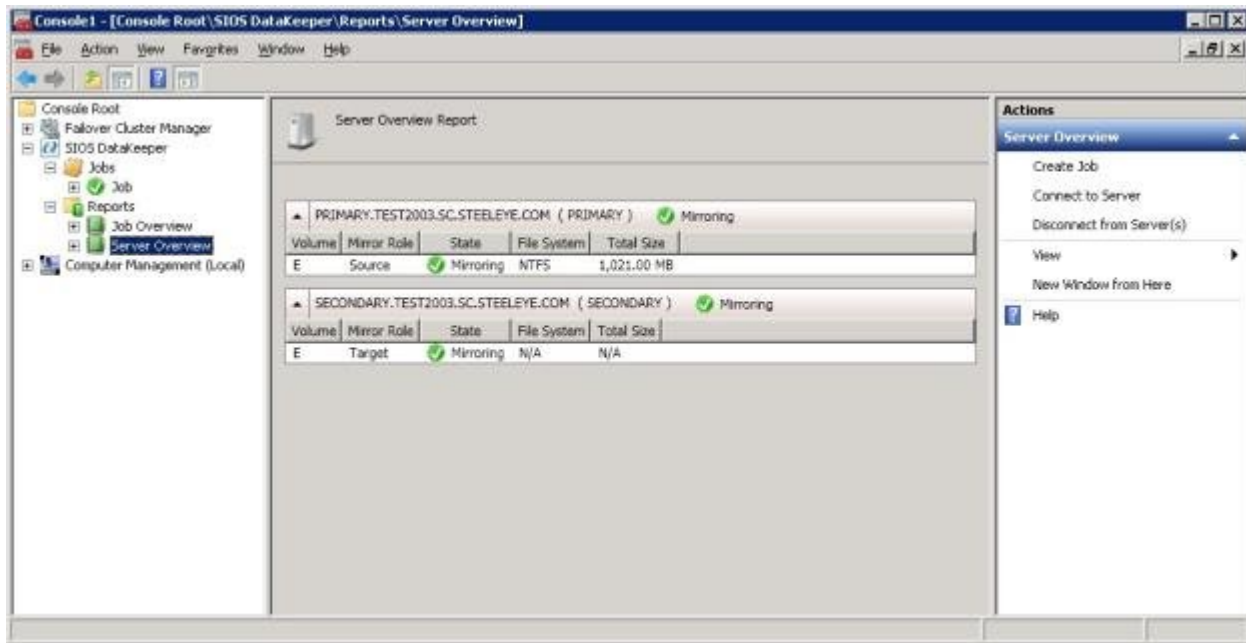 Console1 - [Console Root\SIOS DataKeeper\Reports\Server Overview]
File Action View Favorites Window Help
Console Root
Failover Cluster Manager
SIOS DataKeeper
Jobs
Job
Reports
Job Overview
Server Overview
Computer Management (Local)
Server Overview Report
PRIMARY.TEST2003.SC.STEELEYE.COM ( PRIMARY ) Mirroring
Volume Mirror Role State File System Total Size
E Source Mirroring NTFS 1,021.00 MB
SECONDARY.TEST2003.SC.STEELEYE.COM ( SECONDARY ) Mirroring
Volume Mirror Role State File System Total Size
E Target Mirroring N/A N/A
Actions
Server Overview
Create Job
Connect to Server
Disconnect from Server(s)
View
New Window from Here
Help